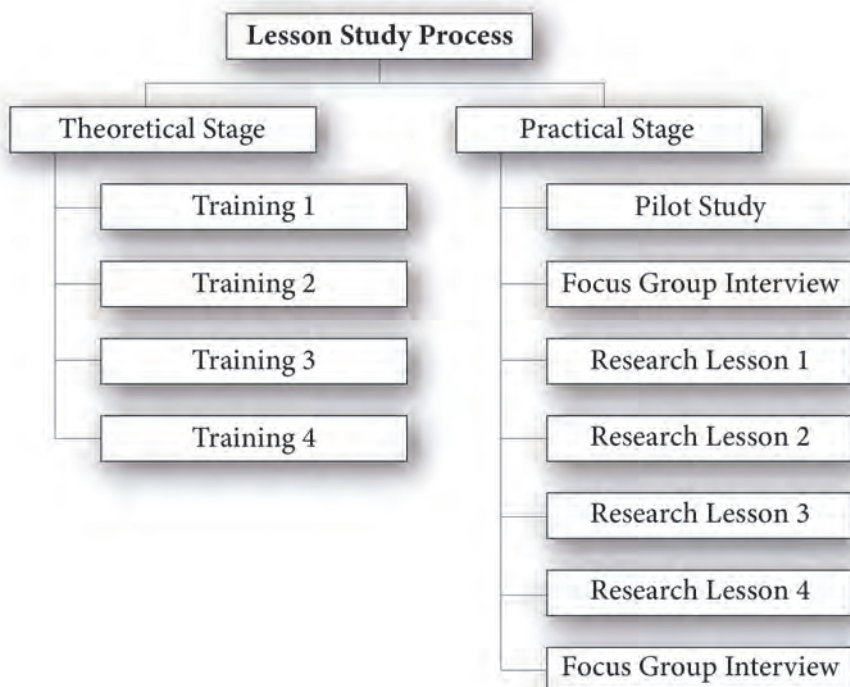 Lesson Study Process
Theoretical Stage
Training 1
Training 2
Training 3
Training 4
Practical Stage
Pilot Study
Focus Group Interview
Research Lesson 1
Research Lesson 2
Research Lesson 3
Research Lesson 4
Focus Group Interview